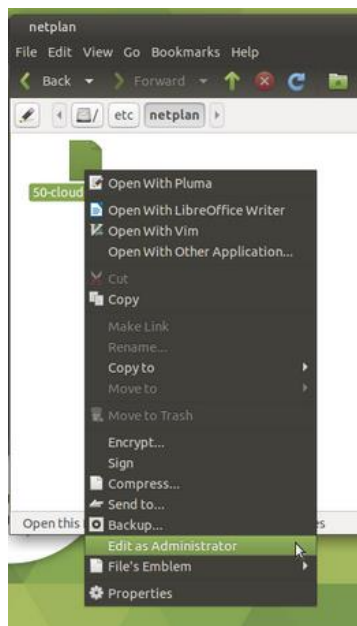 netplan
File Edit View Go Bookmarks Help
Back Forward
/ etc netplan
50-cloud
Open With Pluma
Open With LibreOffice Writer
Open With Vim
Open With Other Application...
Cut
Copy
Make Link
Rename...
Copy to
Move to
Move to Trash
Encrypt...
Sign
Compress...
Send to...
Backup...
Open this
es
Edit as Administrator
File's Emblem
Properties